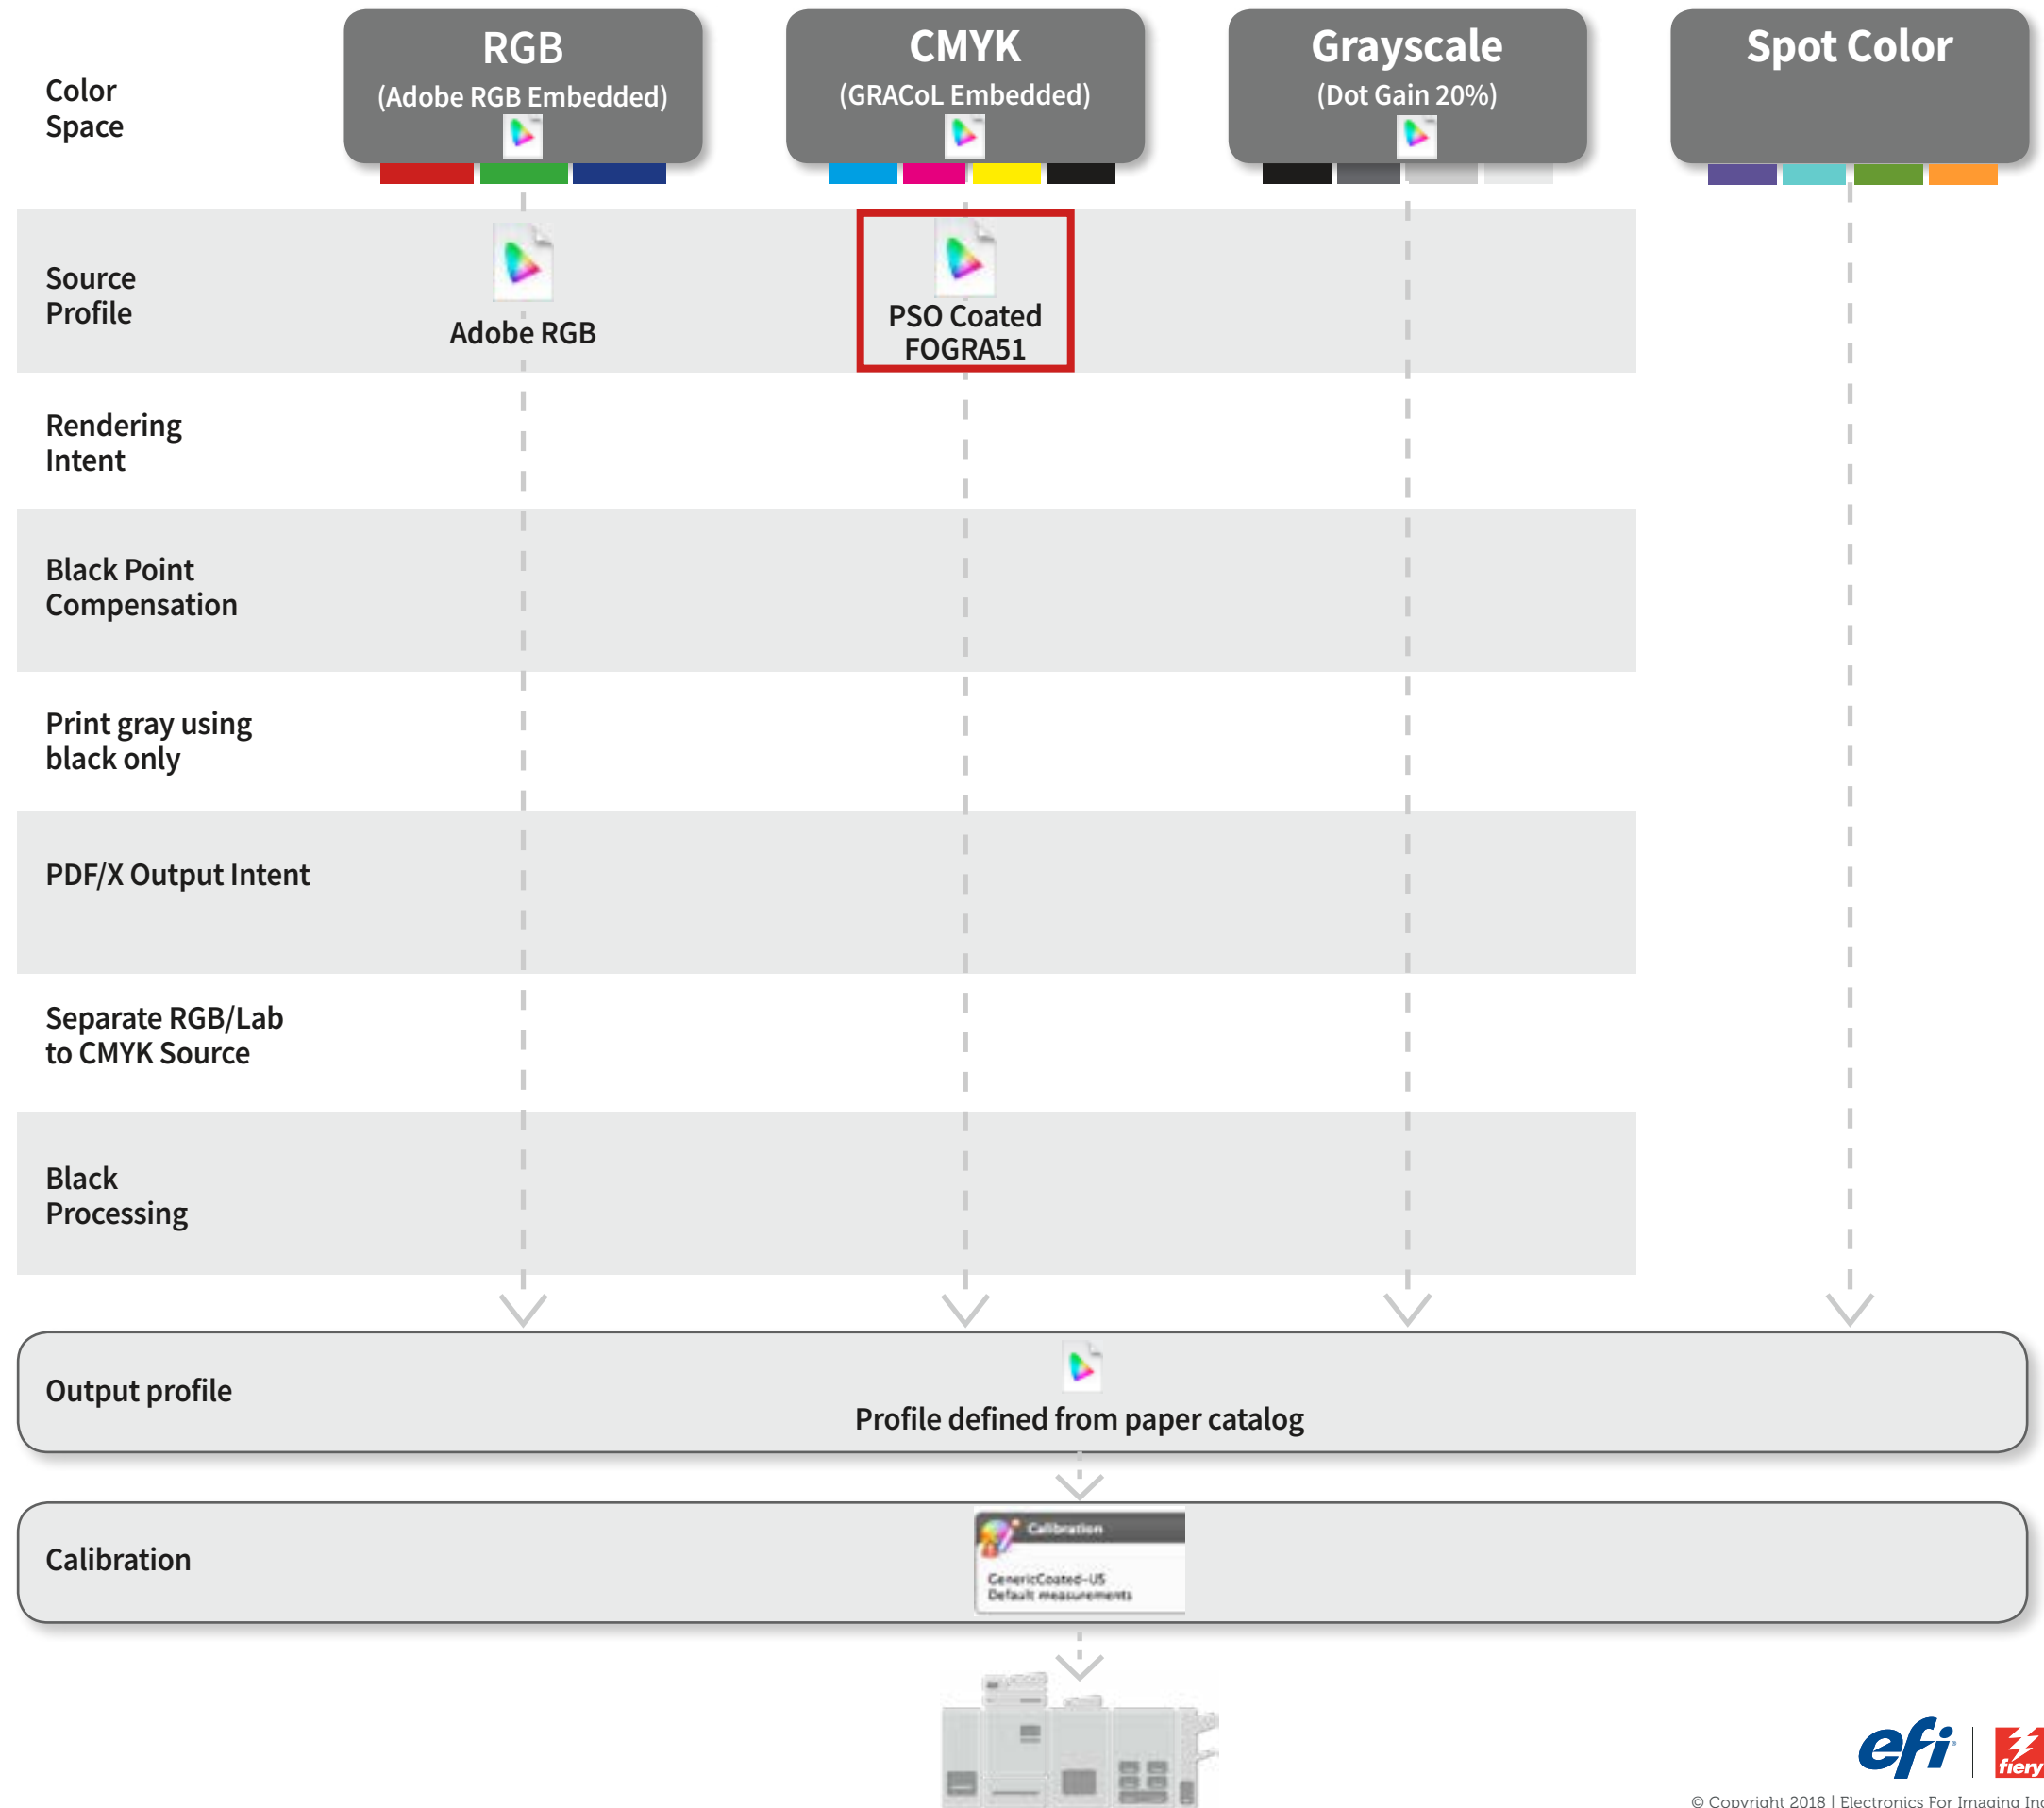 Color
Space
RGB
(Adobe RGB Embedded)
CMYK
(GRACoL Embedded)
Grayscale
(Dot Gain 20%)
Spot Color
Source
Profile
Adobe RGB
PSO Coated
FOGRA51
Rendering
Intent
Black Point
Compensation
Print gray using
black only
PDF/X Output Intent
Separate RGB/Lab
to CMYK Source
Black
Processing
Output profile
Profile defined from paper catalog
Calibration
Calibration
GenericCoated-US
Default measurements
efi
fiery
© Copyright 2018 | Electronics For Imaging Inc